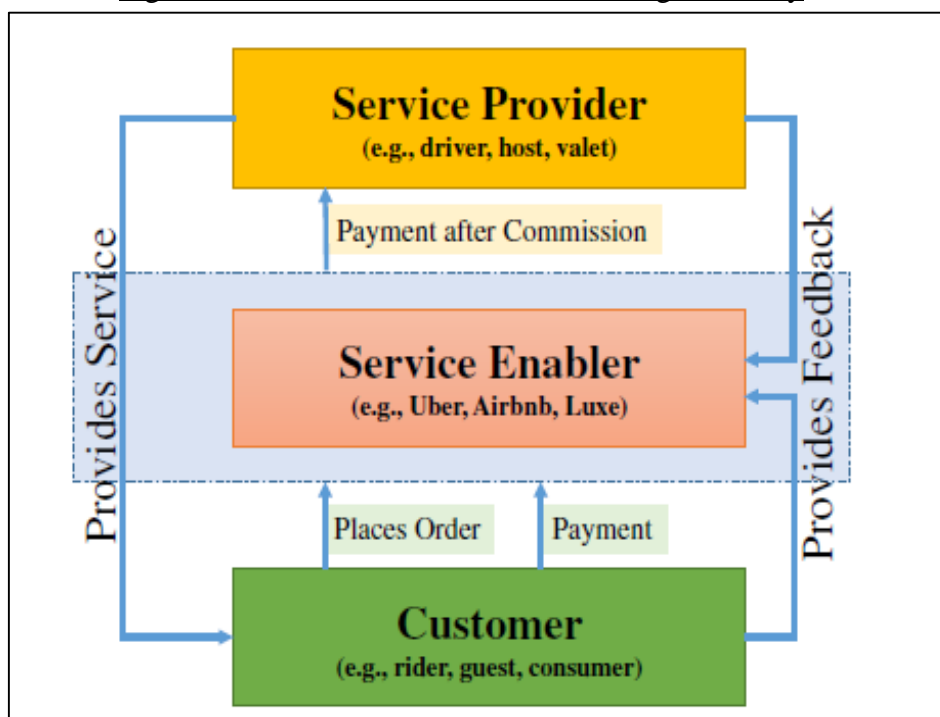 Service Provider
(e.g., driver, host, valet)
Payment after Commission
Provides Service
Provides Feedback
Service Enabler
(e.g., Uber, Airbnb, Luxe)
Places Order
Payment
Customer
(e.g., rider, guest, consumer)